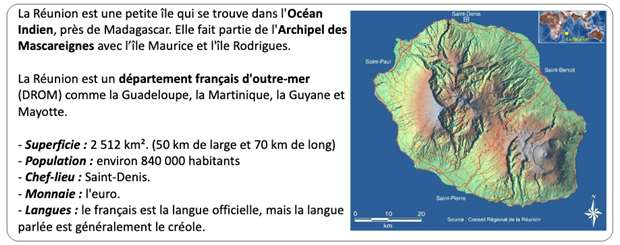 La Réunion est une petite île qui se trouve dans l'Océan
Indien, près de Madagascar. Elle fait partie de l'Archipel des
Mascareignes avec l’île Maurice et l'île Rodrigues.
La Réunion est un département français d'outre-mer
(DROM) comme la Guadeloupe, la Martinique, la Guyane et
Mayotte.
- Superficie : 2 512 km². (50 km de large et 70 km de long)
- Population : environ 840 000 habitants
- Chef-lieu : Saint-Denis.
- Monnaie : l'euro.
- Langues : le français est la langue officielle, mais la langue
parlée est généralement le créole.
Saint-Denis
Saint-Paul
Saint-Benoit
Saint-Pierre
0 10 20
km
Source : Conseil Régional de la Réunion